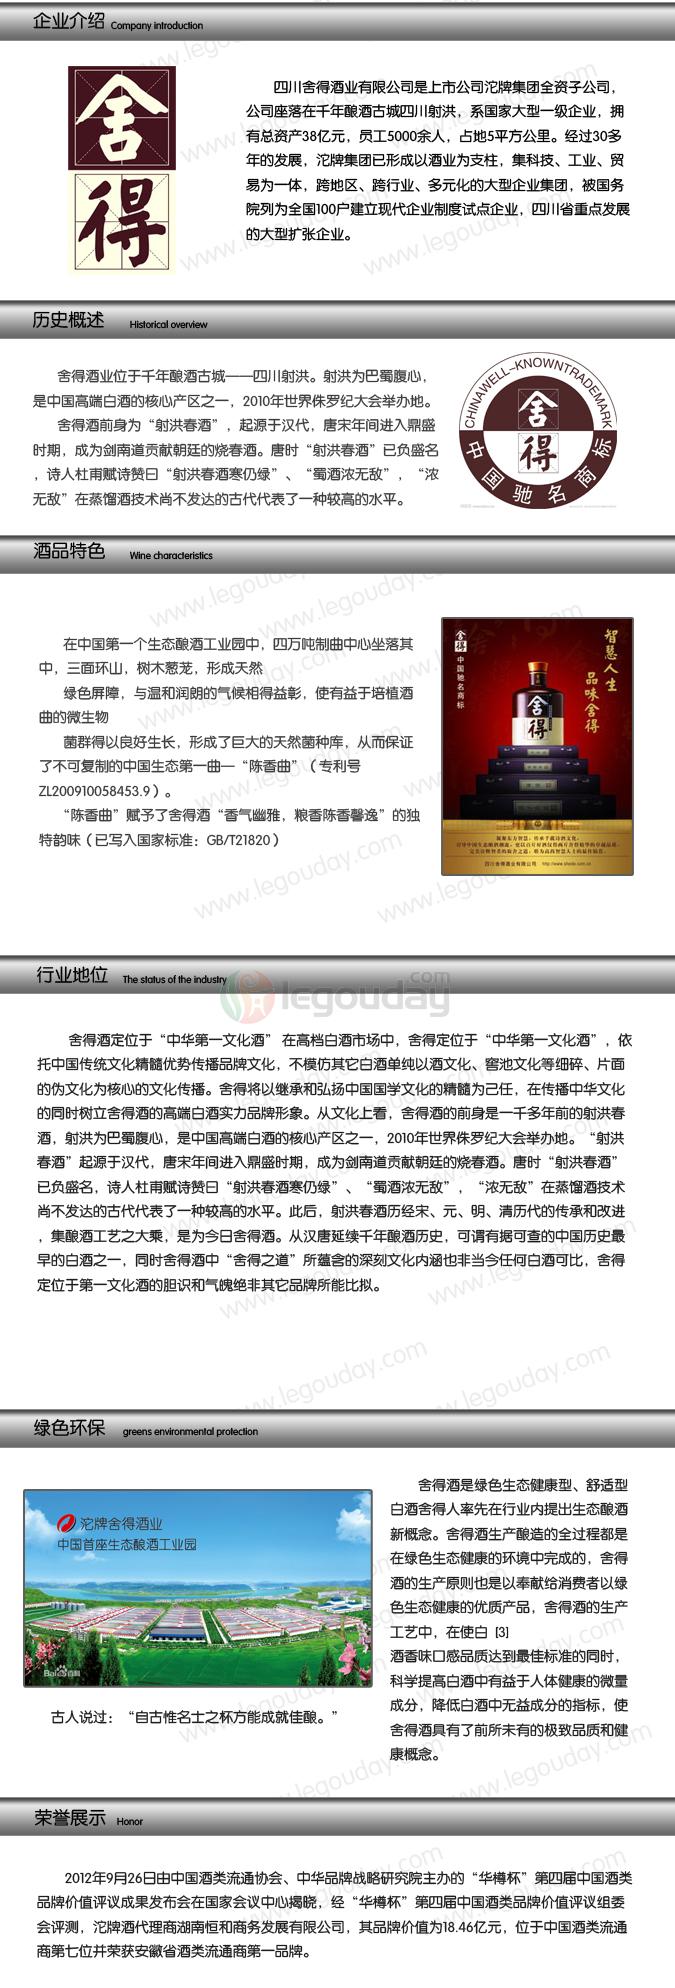 企业介绍 Company introduction
舍
得
四川舍得酒业有限公司是上市公司沱牌集团全资子公司，
公司座落在千年酿酒古城四川射洪，系国家大型一级企业，拥
有总资产38亿元，员工5000余人，占地5平方公里。经过30多
年的发展，沱牌集团已形成以酒业为支柱，集科技、工业、贸
易为一体，跨地区、跨行业、多元化的大型企业集团，被国务
院列为全国100户建立现代企业制度试点企业，四川省重点发展
的大型扩张企业。
历史概述 Historical overview
舍得酒业位于千年酿酒古城——四川射洪。射洪为巴蜀腹心，
是中国高端白酒的核心产区之一，2010年世界侏罗纪大会举办地。
舍得酒前身为“射洪春酒”，起源于汉代，唐宋年间进入鼎盛
时期，成为剑南道贡献朝廷的烧春酒。唐时“射洪春酒”已负盛名
，诗人杜甫赋诗赞曰“射洪春酒寒仍绿”、“蜀酒浓无敌”，“浓
无敌”在蒸馏酒技术尚不发达的古代代表了一种较高的水平。
CHINAWELL-KNOWNTRADEMARK
舍
得
中国驰名商标
酒品特色 Wine characteristics
在中国第一个生态酿酒工业园中，四万吨制曲中心坐落其
中，三面环山，树木葱茏，形成天然
绿色屏障，与温和润朗的气候相得益彰，使有益于培植酒
曲的微生物
菌群得以良好生长，形成了巨大的天然菌种库，从而保证
了不可复制的中国生态第一曲—“陈香曲”（专利号
ZL200910058453.9）。
“陈香曲”赋予了舍得酒“香气幽雅，粮香陈香馨逸”的独
特韵味（已写入国家标准：GB/T21820）
舍得
中国驰名商标
智慧人生
品味舍得
舍
得
四川舍得酒业有限公司 http://www.shede.com.cn
行业地位 The status of the industry
legouday.com
舍得酒定位于“中华第一文化酒” 在高档白酒市场中，舍得定位于“中华第一文化酒”，依
托中国传统文化精髓优势传播品牌文化，不模仿其它白酒单纯以酒文化、窖池文化等细碎、片面
的伪文化为核心的文化传播。舍得将以继承和弘扬中国国学文化的精髓为己任，在传播中华文化
的同时树立舍得酒的高端白酒实力品牌形象。从文化上看，舍得酒的前身是一千多年前的射洪春
酒，射洪为巴蜀腹心，是中国高端白酒的核心产区之一，2010年世界侏罗纪大会举办地。“射洪
春酒”起源于汉代，唐宋年间进入鼎盛时期，成为剑南道贡献朝廷的烧春酒。唐时“射洪春酒”
已负盛名，诗人杜甫赋诗赞曰“射洪春酒寒仍绿”、“蜀酒浓无敌”，“浓无敌”在蒸馏酒技术
尚不发达的古代代表了一种较高的水平。此后，射洪春酒历经宋、元、明、清历代的传承和改进
，集酿酒工艺之大乘，是为今日舍得酒。从汉唐延续千年酿酒历史，可谓有据可查的中国历史最
早的白酒之一，同时舍得酒中“舍得之道”所蕴含的深刻文化内涵也非当今任何白酒可比，舍得
定位于第一文化酒的胆识和气魄绝非其它品牌所能比拟。
绿色环保 greens environmental protection
沱牌舍得酒业
中国首座生态酿酒工业园
Bai百科
古人说过：“自古惟名士之杯方能成就佳酿。”
舍得酒是绿色生态健康型、舒适型
白酒舍得人率先在行业内提出生态酿酒
新概念。舍得酒生产酿造的全过程都是
在绿色生态健康的环境中完成的，舍得
酒的生产原则也是以奉献给消费者以绿
色生态健康的优质产品，舍得酒的生产
工艺中，在使白 [3]
酒香味口感品质达到最佳标准的同时，
科学提高白酒中有益于人体健康的微量
成分，降低白酒中无益成分的指标，使
舍得酒具有了前所未有的极致品质和健
康概念。
荣誉展示 Honor
2012年9月26日由中国酒类流通协会、中华品牌战略研究院主办的“华樽杯”第四届中国酒类
品牌价值评议成果发布会在国家会议中心揭晓，经“华樽杯”第四届中国酒类品牌价值评议组委
会评测，沱牌酒代理商湖南恒和商务发展有限公司，其品牌价值为18.46亿元，位于中国酒类流通
商第七位并荣获安徽省酒类流通商第一品牌。